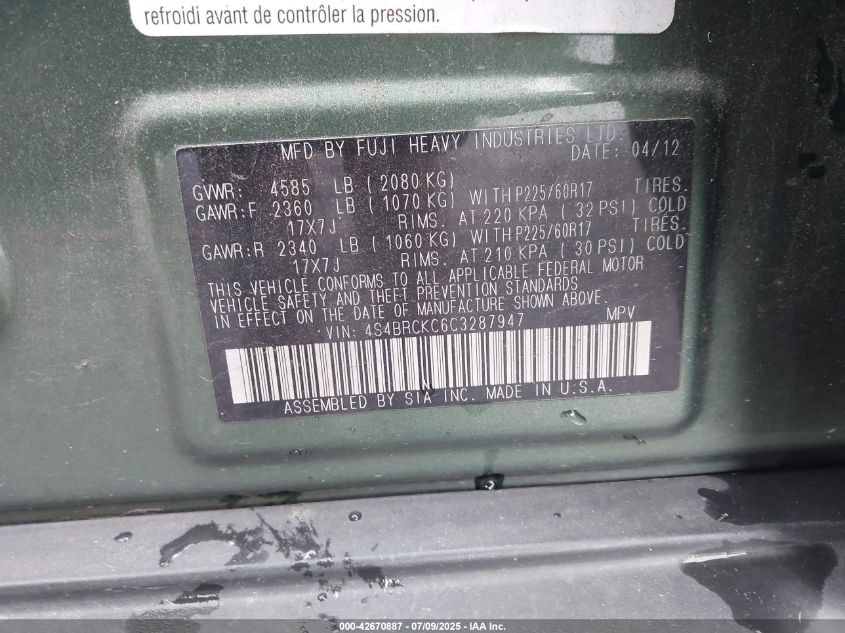 refroidi avant de contrôler la pression.
MFD BY FUJI HEAVY INDUSTRIES LTD.
DATE: 04/12
GVWR: 4585 LB (2080 KG)
GAWR:F 2360 LB (1070 KG) WITH P225/60R17 TIRES.
17X7J RIMS. AT 220 KPA (32 PSI) COLD
GAWR:R 2340 LB (1060 KG) WITH P225/60R17 TIRES.
17X7J RIMS. AT 210 KPA (30 PSI) COLD
THIS VEHICLE CONFORMS TO ALL APPLICABLE FEDERAL MOTOR
VEHICLE SAFETY AND THEFT PREVENTION STANDARDS
IN EFFECT ON THE DATE OF MANUFACTURE SHOWN ABOVE.
VIN: 4S4BRCKC6C3287947 MPV
ASSEMBLED BY SIA INC. MADE IN U.S.A.
000-42670887 - 07/09/2025 - IAA Inc.